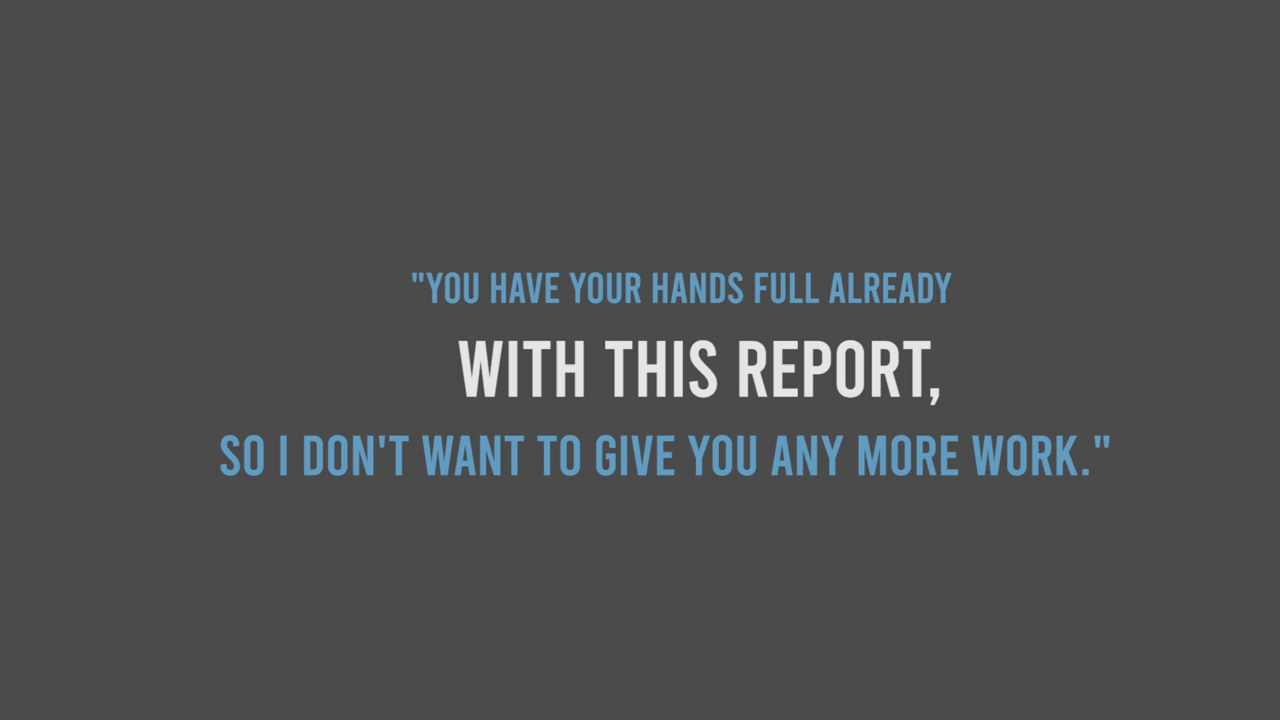 "YOU HAVE YOUR HANDS FULL ALREADY
WITH THIS REPORT,
SO I DON'T WANT TO GIVE YOU ANY MORE WORK."